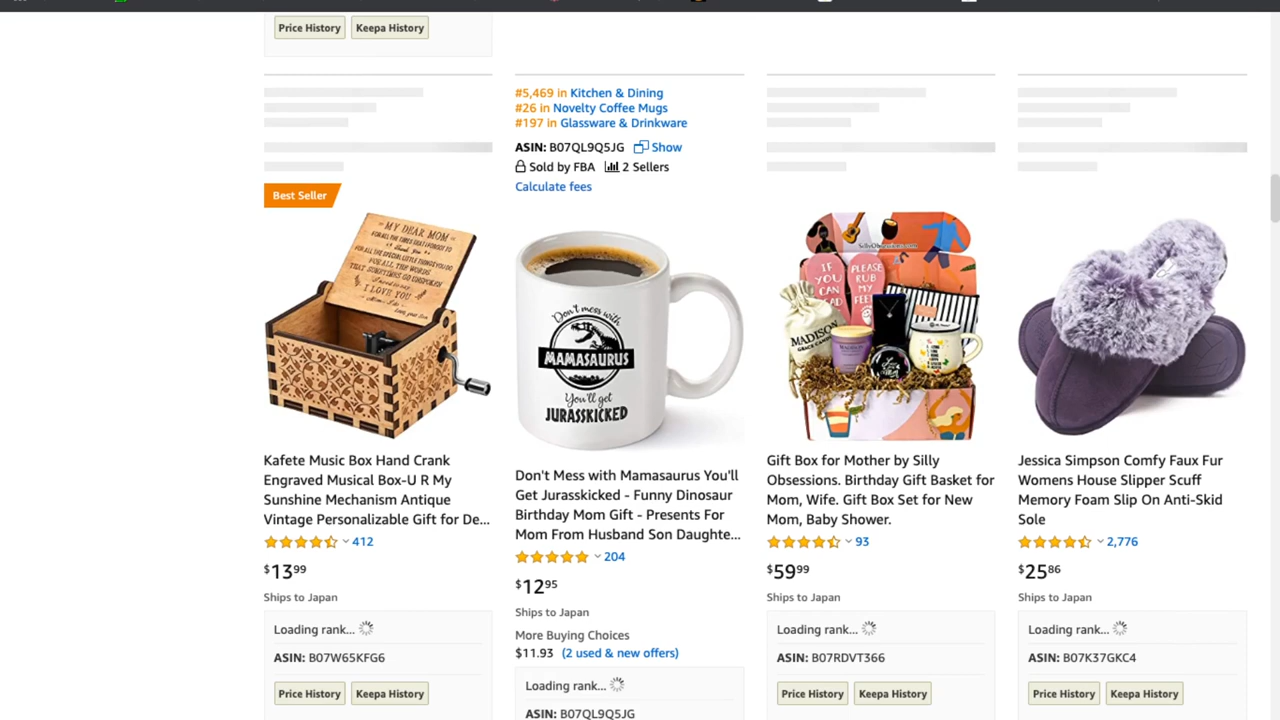 Price History Keepa History
#5,469 in Kitchen & Dining
#26 in Novelty Coffee Mugs
#197 in Glassware & Drinkware
ASIN: B07QL9Q5JG Show
Sold by FBA 2 Sellers
Calculate fees
Best Seller
MY DEAR MOM
I LOVE YOU
Don't mess with
MAMASAURUS
You'll get
JURASSKICKED
SillyObsessions.com
IF
YOU
CAN
PLEASE
RUB
MY
MADISON
Kafete Music Box Hand Crank
Engraved Musical Box-U R My
Sunshine Mechanism Antique
Vintage Personalizable Gift for De...
412
$13.99
Ships to Japan
Loading rank...
ASIN: B07W65KFG6
Price History Keepa History
Don't Mess with Mamasaurus You'll
Get Jurasskicked - Funny Dinosaur
Birthday Mom Gift - Presents For
Mom From Husband Son Daughte...
204
$12.95
Ships to Japan
More Buying Choices
$11.93 (2 used & new offers)
Loading rank...
ASIN: B07QL9Q5JG
Gift Box for Mother by Silly
Obsessions. Birthday Gift Basket for
Mom, Wife. Gift Box Set for New
Mom, Baby Shower.
93
$59.99
Ships to Japan
Loading rank...
ASIN: B07RDVT366
Price History Keepa History
Jessica Simpson Comfy Faux Fur
Womens House Slipper Scuff
Memory Foam Slip On Anti-Skid
Sole
2,776
$25.86
Ships to Japan
Loading rank...
ASIN: B07K37GKC4
Price History Keepa History